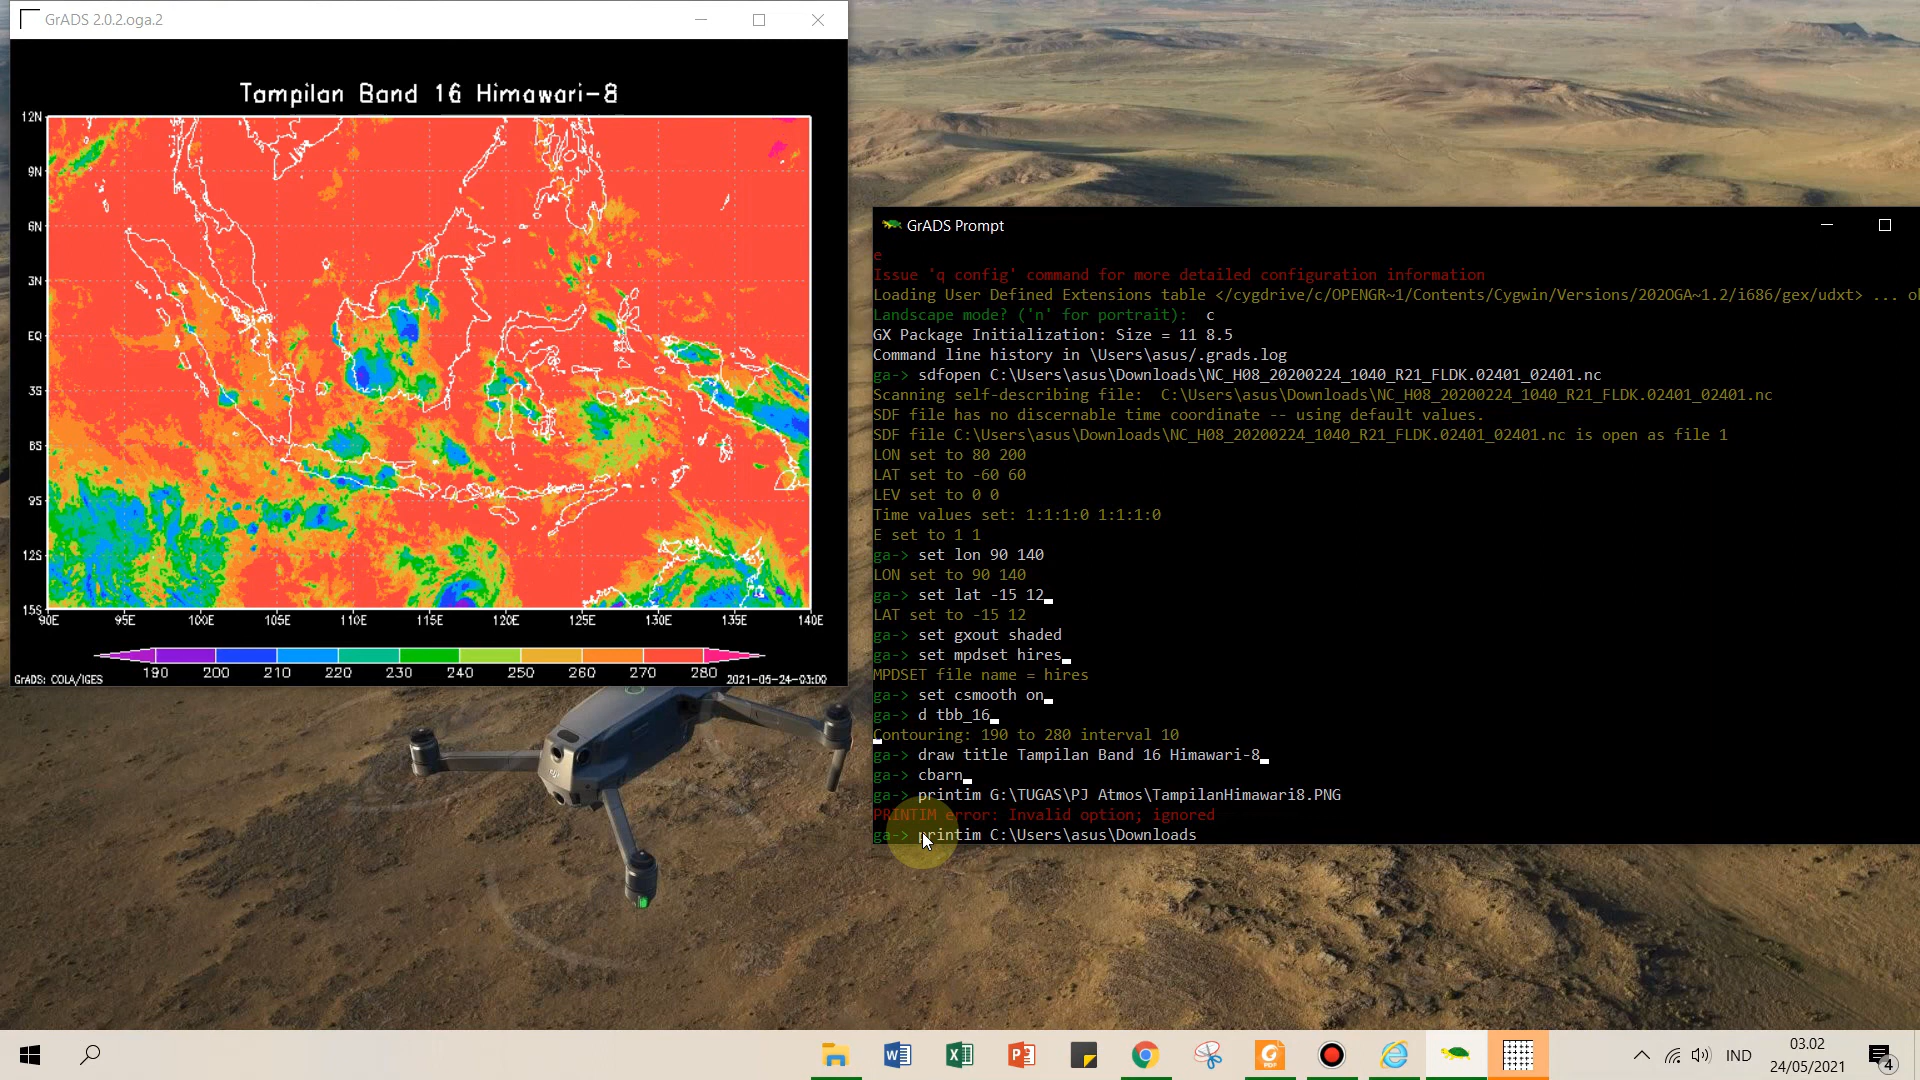 GrADS 2.0.2.oga.2
Tampilan Band 16 Himawari-8
12N
9N
6N
3N
EQ
3S
6S
9S
12S
15S
90E 95E 100E 105E 110E 115E 120E 125E 130E 135E 140E
190 200 210 220 230 240 250 260 270 280
GrADS: COLA/IGES
2021-05-24-03:00
GrADS Prompt
e
Issue 'q config' command for more detailed configuration information
Loading User Defined Extensions table </cygdrive/c/OPENGR~1/Contents/Cygwin/Versions/202OGA~1.2/i686/gex/udxt> ... o
Landscape mode? ('n' for portrait):  c
GX Package Initialization: Size = 11 8.5
Command line history in \Users\asus/.grads.log
ga-> sdfopen C:\Users\asus\Downloads\NC_H08_20200224_1040_R21_FLDK.02401_02401.nc
Scanning self-describing file:  C:\Users\asus\Downloads\NC_H08_20200224_1040_R21_FLDK.02401_02401.nc
SDF file has no discernable time coordinate -- using default values.
SDF file C:\Users\asus\Downloads\NC_H08_20200224_1040_R21_FLDK.02401_02401.nc is open as file 1
LON set to 80 200
LAT set to -60 60
LEV set to 0 0
Time values set: 1:1:1:0 1:1:1:0
E set to 1 1
ga-> set lon 90 140
LON set to 90 140
ga-> set lat -15 12
LAT set to -15 12
ga-> set gxout shaded
ga-> set mpdset hires
MPDSET file name = hires
ga-> set csmooth on
ga-> d tbb_16
Contouring: 190 to 280 interval 10
ga-> draw title Tampilan Band 16 Himawari-8
ga-> cbarn
ga-> printim G:\TUGAS\PJ Atmos\TampilanHimawari8.PNG
PRINTIM error: Invalid option; ignored
ga-> printim C:\Users\asus\Downloads
IND
03.02
24/05/2021
4